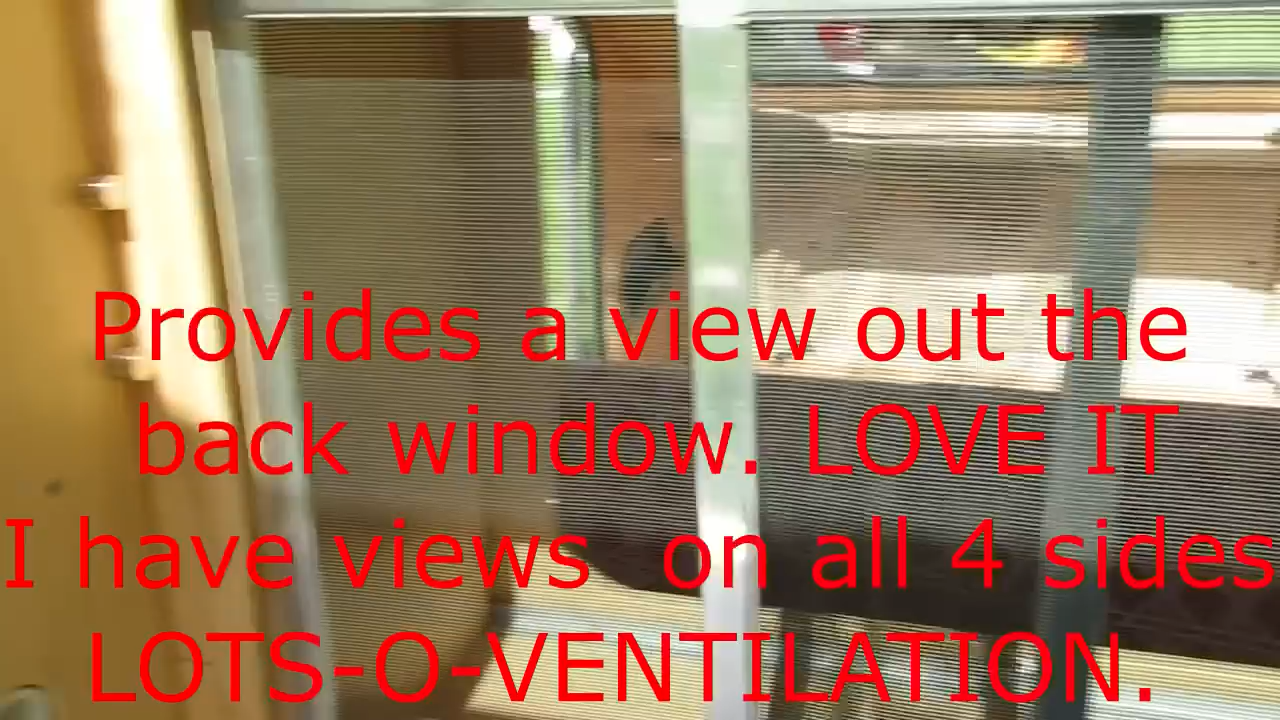 Provides a view out the
back window. LOVE IT
I have views  on all 4 sides
LOTS-O-VENTILATION.